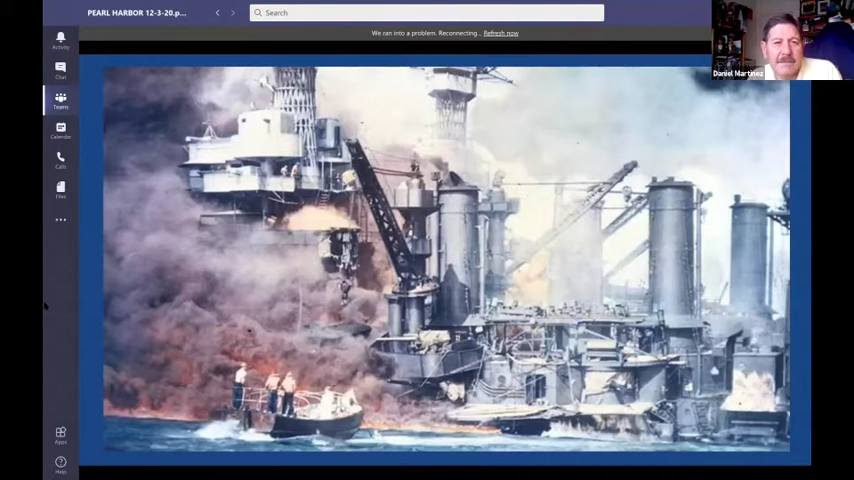 PEARL HARBOR 12-3-20.p...
Search
We ran into a problem. Reconnecting... Refresh now
Daniel Martinez
Activity
Chat
Teams
Calendar
Calls
Files
Apps
Help